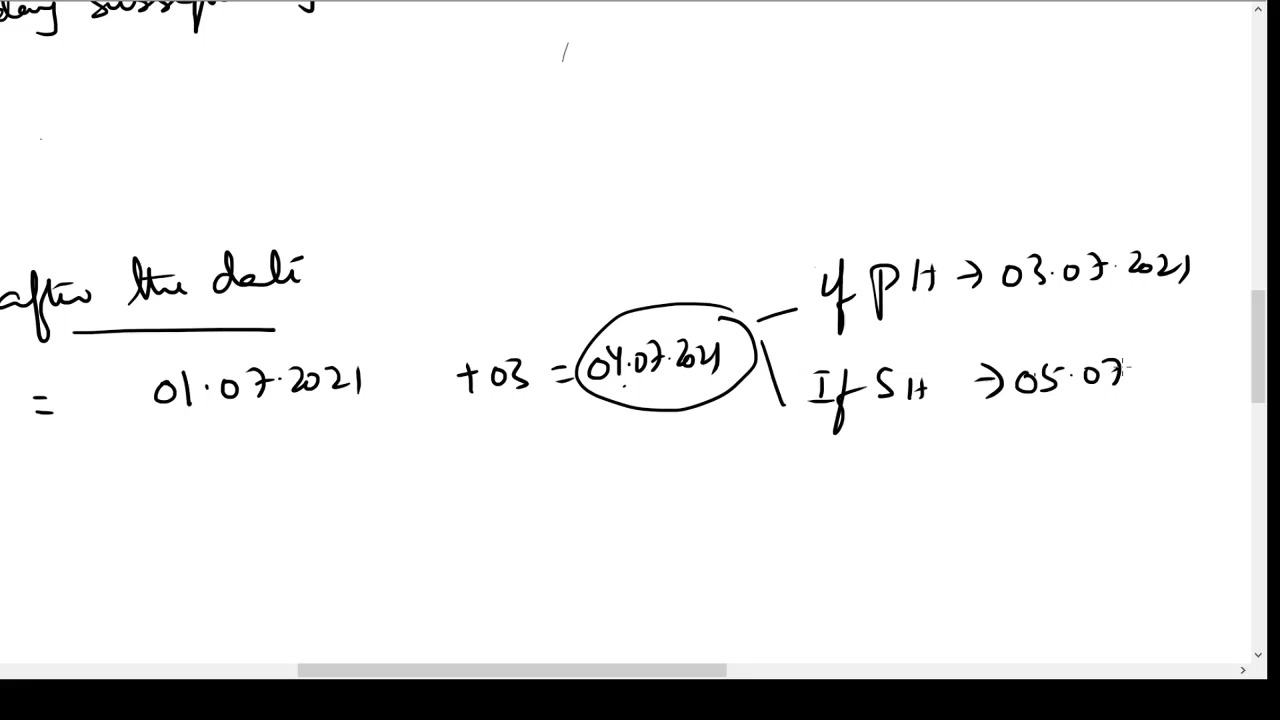 after the date
If PH → 03.07.2021
= 01.07.2021 +03 = 04.07.2021
If SH → 05.07